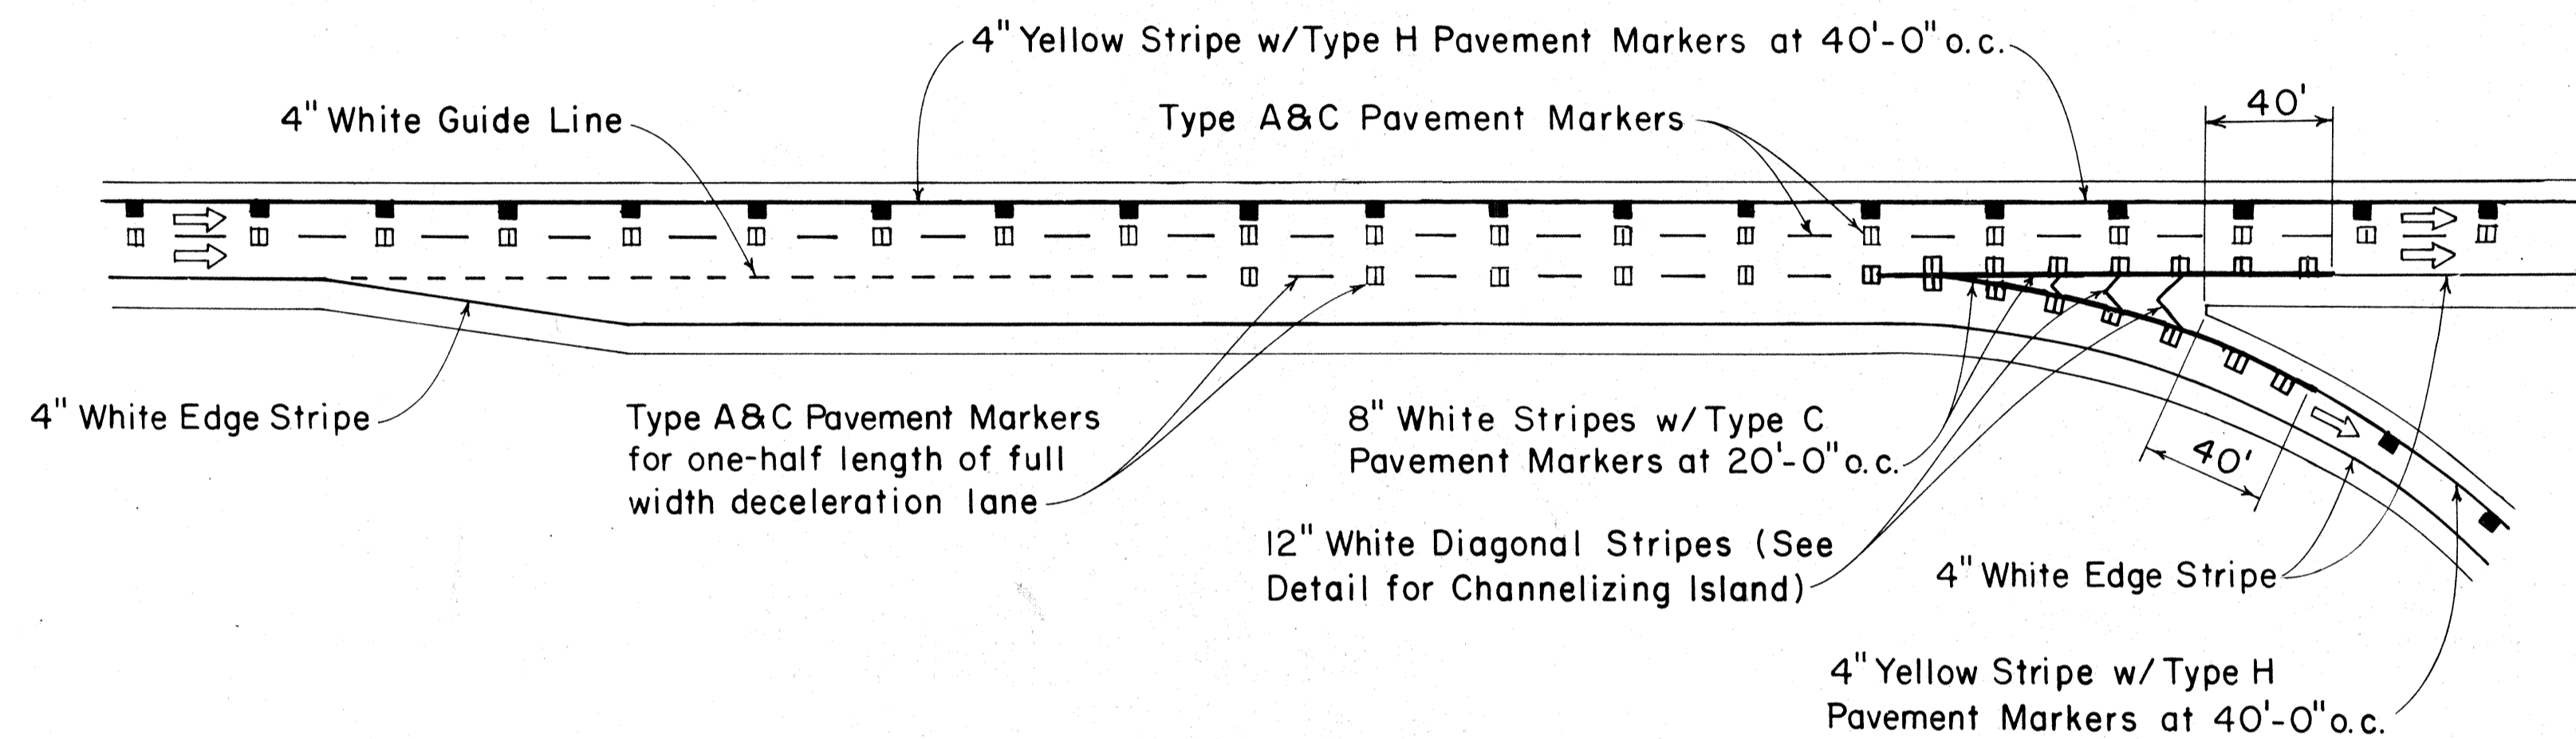 4" Yellow Stripe w/Type H Pavement Markers at 40'-0" o.c.
4" White Guide Line
Type A&C Pavement Markers
40'
4" White Edge Stripe
Type A&C Pavement Markers
for one-half length of full
width deceleration lane
8" White Stripes w/Type C
Pavement Markers at 20'-0" o.c.
40'
12" White Diagonal Stripes (See
Detail for Channelizing Island)
4" White Edge Stripe
4" Yellow Stripe w/Type H
Pavement Markers at 40'-0" o.c.